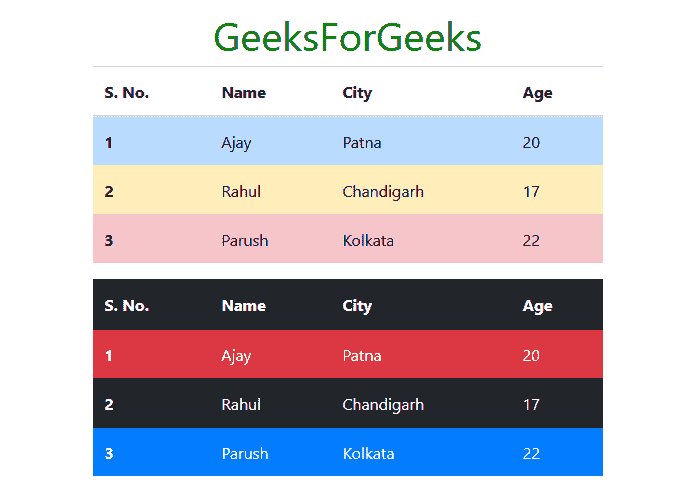 GeeksForGeeks
S. No. Name City Age
1 Ajay Patna 20
2 Rahul Chandigarh 17
3 Parush Kolkata 22
S. No. Name City Age
1 Ajay Patna 20
2 Rahul Chandigarh 17
3 Parush Kolkata 22